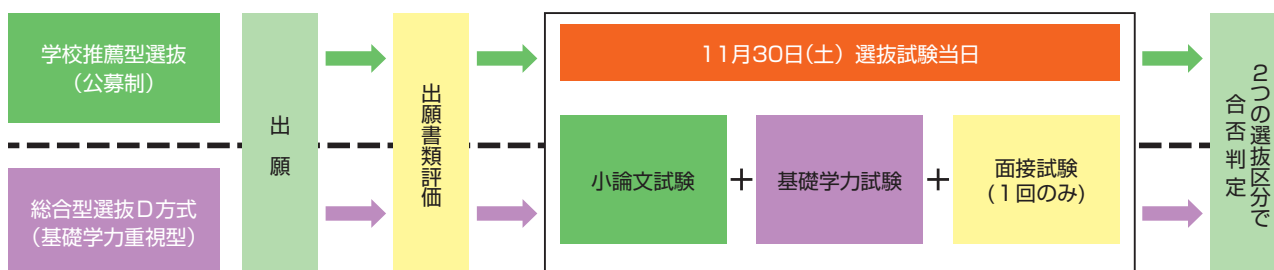 学校推薦型選抜
（公募制）
総合型選抜Ｄ方式
（基礎学力重視型）
出願
出願書類評価
11月30日(土) 選抜試験当日
小論文試験
＋
基礎学力試験
＋
面接試験
(１回のみ)
２つの選抜区分で
合否判定